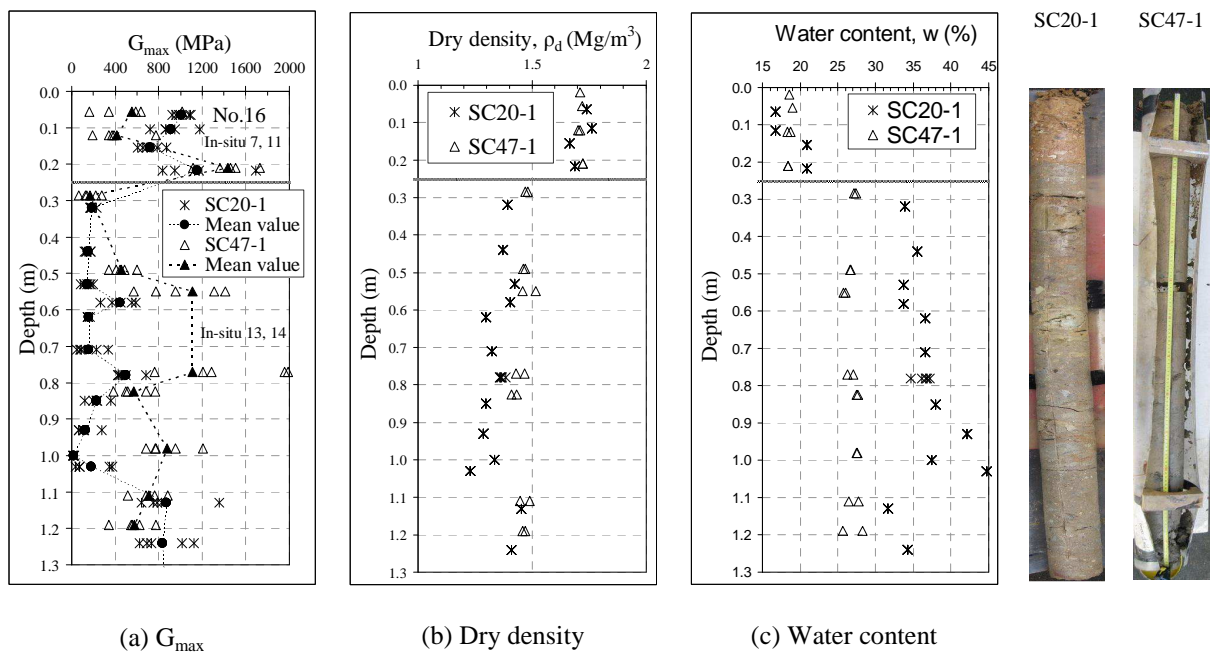 SC20-1
SC47-1
G_max (MPa)
0 400 800 1200 1600 2000
0.0
0.1
0.2
0.3
0.4
0.5
0.6
0.7
0.8
0.9
1.0
1.1
1.2
1.3
Depth (m)
No.16
In-situ 7, 11
SC20-1
Mean value
SC47-1
Mean value
In-situ 13, 14
Dry density, ρ_d (Mg/m³)
1 1.5 2
0.0
0.1
0.2
0.3
0.4
0.5
0.6
0.7
0.8
0.9
1.0
1.1
1.2
1.3
Depth (m)
SC20-1
SC47-1
Water content, w (%)
15 20 25 30 35 40 45
0.0
0.1
0.2
0.3
0.4
0.5
0.6
0.7
0.8
0.9
1.0
1.1
1.2
1.3
Depth (m)
SC20-1
SC47-1
(a) G_max
(b) Dry density
(c) Water content